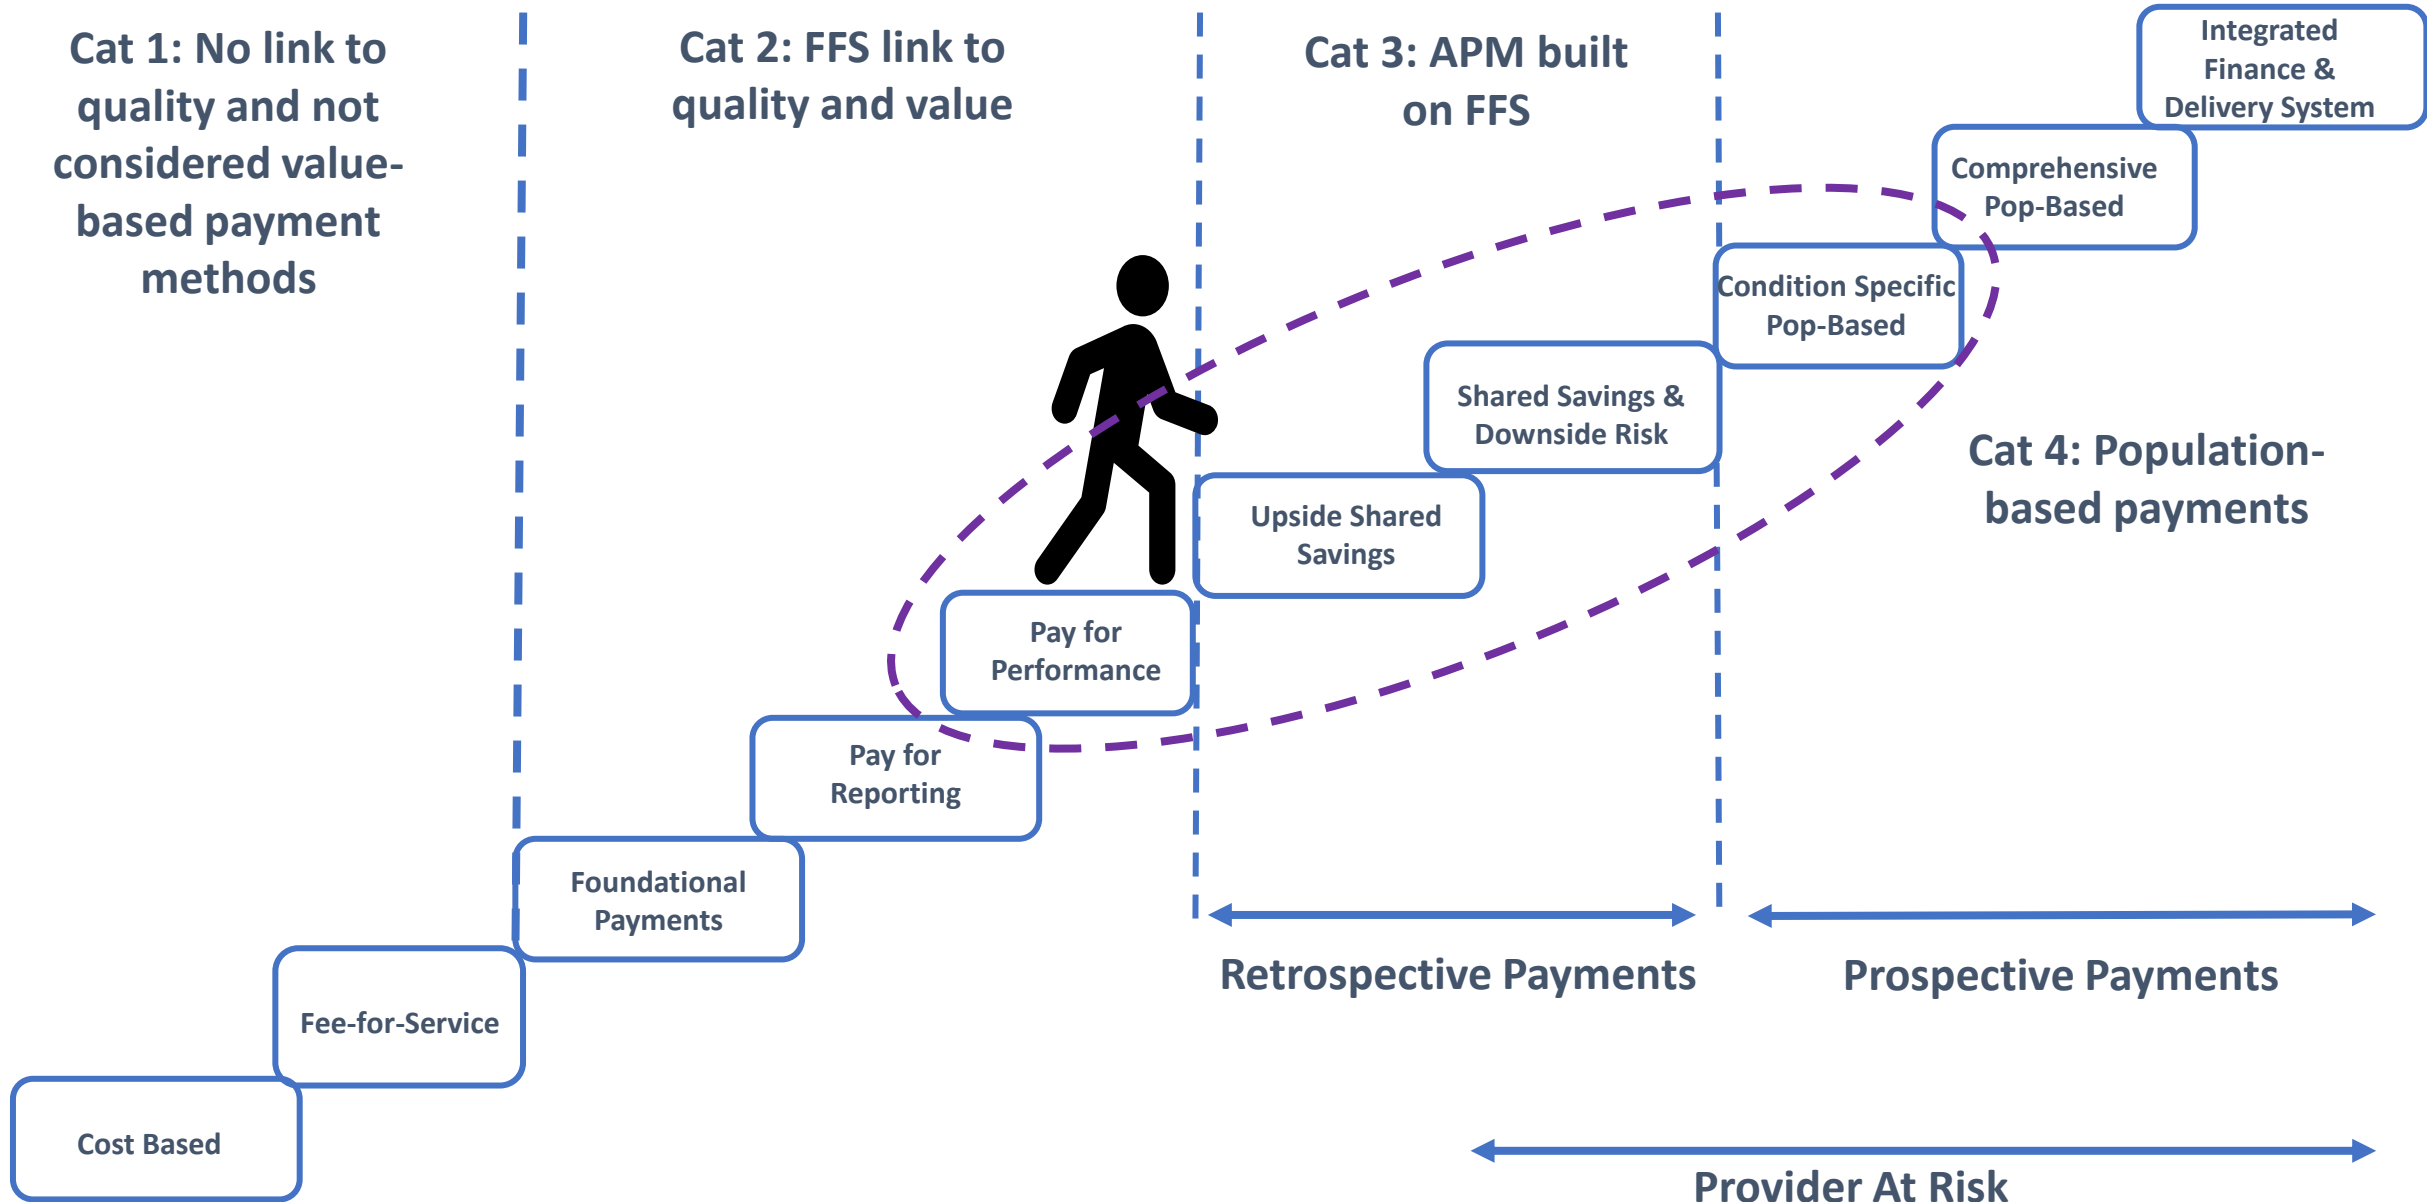 Cat 1: No link to
quality and not
considered value-
based payment
methods
Cat 2: FFS link to
quality and value
Cat 3: APM built
on FFS
Integrated
Finance &
Delivery System
Comprehensive
Pop-Based
Condition Specific
Pop-Based
Shared Savings &
Downside Risk
Cat 4: Population-
based payments
Upside Shared
Savings
Pay for
Performance
Pay for
Reporting
Foundational
Payments
Retrospective Payments
Prospective Payments
Fee-for-Service
Cost Based
Provider At Risk